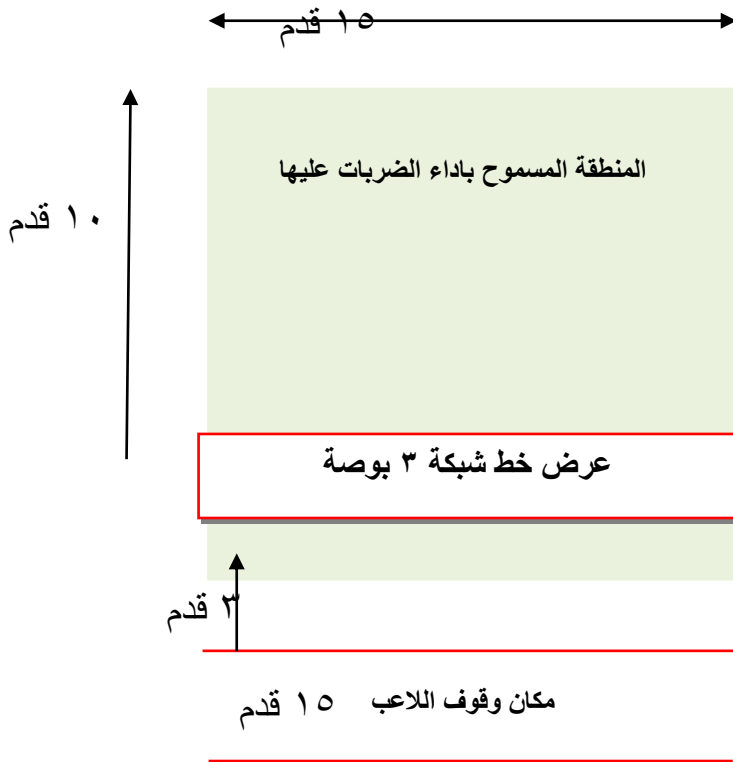 ١٥ قدم
المنطقة المسموح باداء الضربات عليها
١٠ قدم
عرض خط شبكة ٣ بوصة
٣ قدم
مكان وقوف اللاعب ١٥ قدم